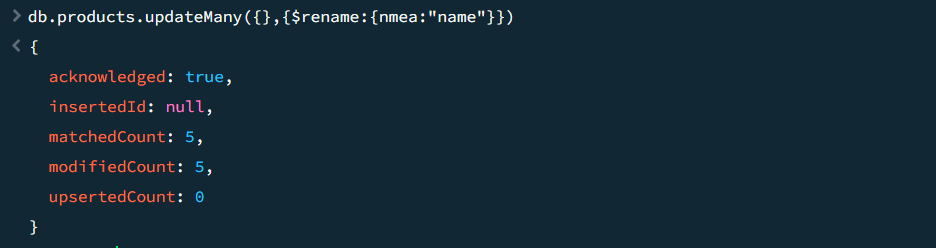 > db.products.updateMany({},{$rename:{nmea:"name"}})
< {
acknowledged: true,
insertedId: null,
matchedCount: 5,
modifiedCount: 5,
upsertedCount: 0
}